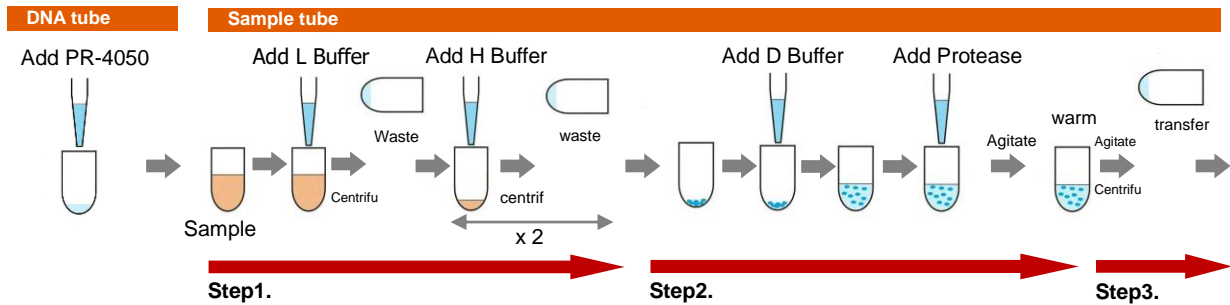 DNA tube
Sample tube
Add PR-4050
Add L Buffer
Add H Buffer
Add D Buffer
Add Protease
Waste
waste
transfer
warm
Agitate
Agitate
Centrifu
centrif
Centrifu
Sample
x 2
Step1.
Step2.
Step3.